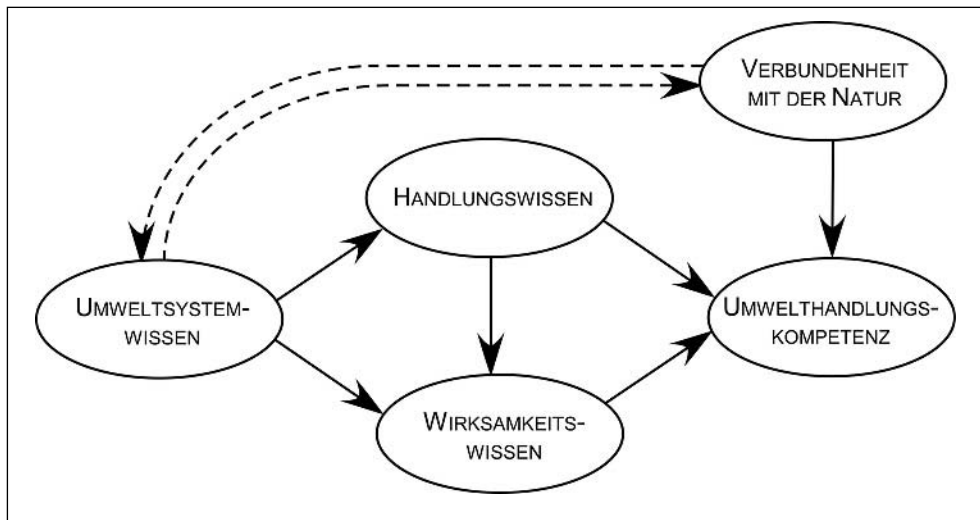 VERBUNDENHEIT
MIT DER NATUR
HANDLUNGSWISSEN
UMWELTSYSTEM-
WISSEN
UMWELTHANDLUNGS-
KOMPETENZ
WIRKSAMKEITS-
WISSEN